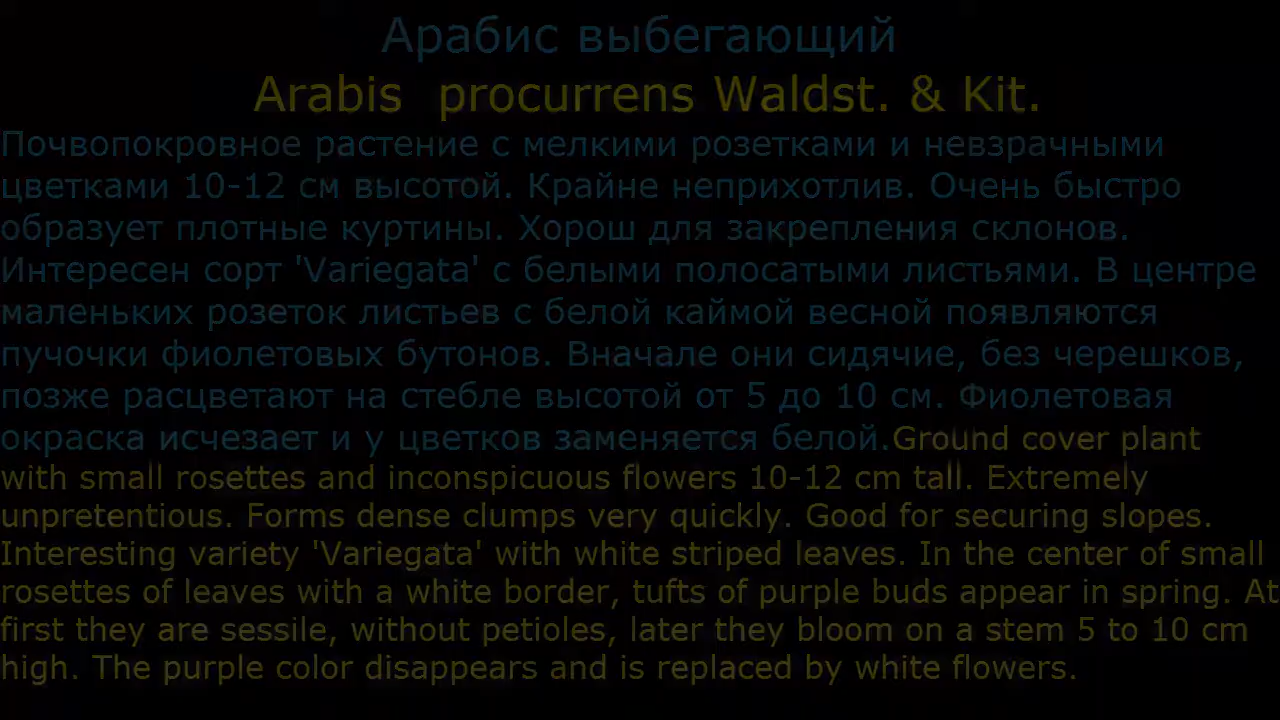 Арабис выбегающий
Arabis procurrens Waldst. & Kit.
Почвопокровное растение с мелкими розетками и невзрачными
цветками 10-12 см высотой. Крайне неприхотлив. Очень быстро
образует плотные куртины. Хорош для закрепления склонов.
Интересен сорт 'Variegata' с белыми полосатыми листьями. В центре
маленьких розеток листьев с белой каймой весной появляются
пучочки фиолетовых бутонов. Вначале они сидячие, без черешков,
позже расцветают на стебле высотой от 5 до 10 см. Фиолетовая
окраска исчезает и у цветков заменяется белой.Ground cover plant
with small rosettes and inconspicuous flowers 10-12 cm tall. Extremely
unpretentious. Forms dense clumps very quickly. Good for securing slopes.
Interesting variety 'Variegata' with white striped leaves. In the center of small
rosettes of leaves with a white border, tufts of purple buds appear in spring. At
first they are sessile, without petioles, later they bloom on a stem 5 to 10 cm
high. The purple color disappears and is replaced by white flowers.